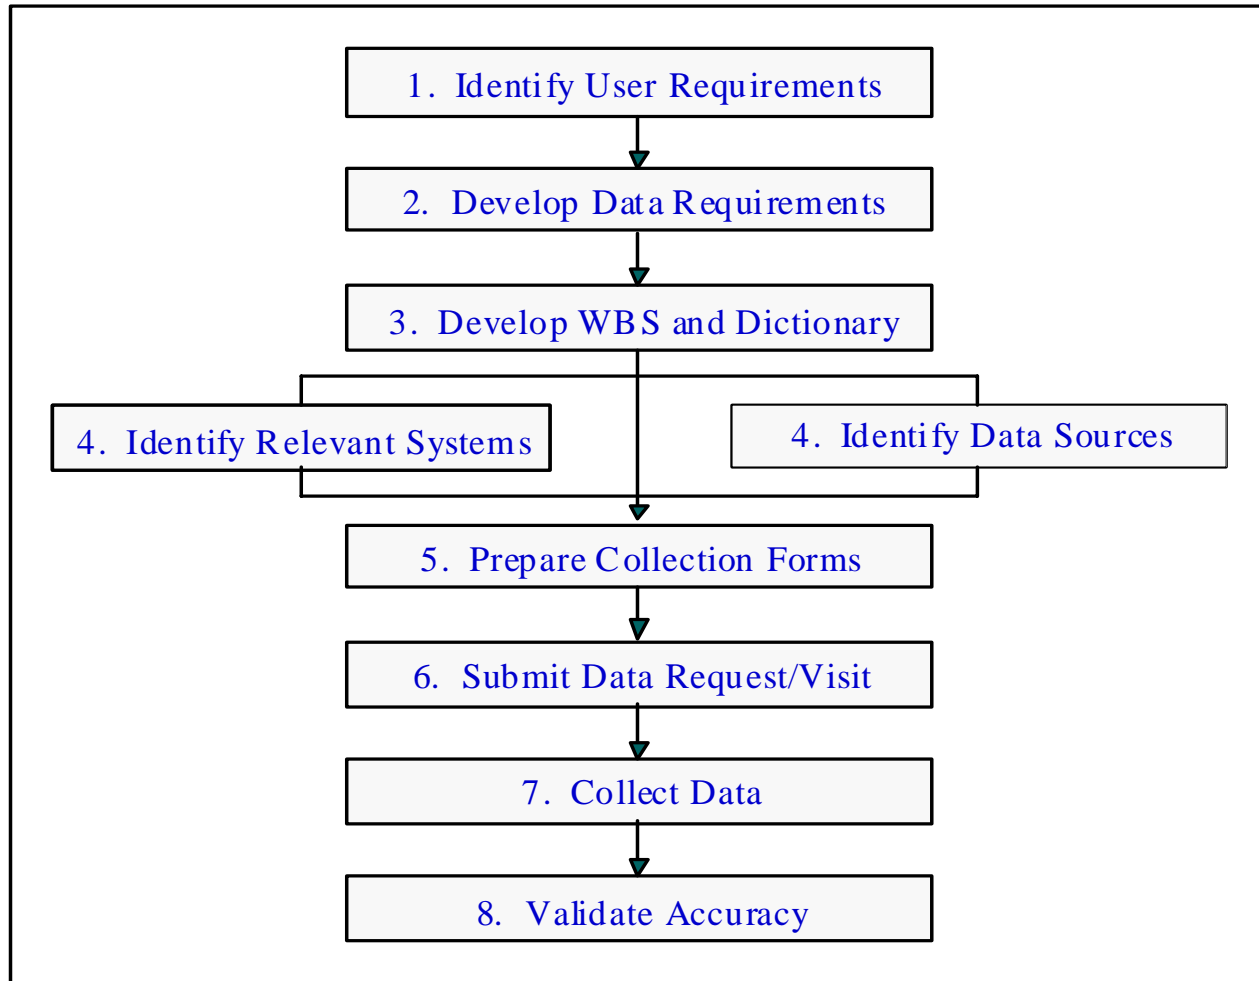 1. Identify User Requirements
2. Develop Data Requirements
3. Develop WBS and Dictionary
4. Identify Relevant Systems
4. Identify Data Sources
5. Prepare Collection Forms
6. Submit Data Request/Visit
7. Collect Data
8. Validate Accuracy